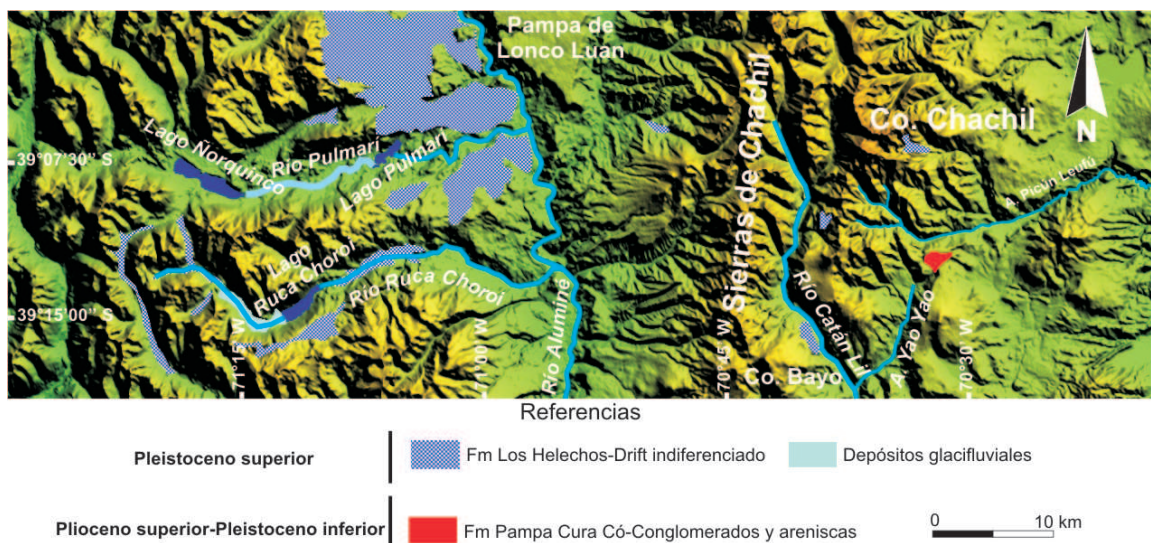 Pampa de
Lonco Luan
Co. Chachil
N
Sierras de Chachil
Lago Ñorquinco
Río Pulmarí
Lago Pulmarí
39°07'30" S
A. Picún Leufú
Lago
Ruca Choroi
Río Ruca Choroi
39°15'00" S
71°15' W
71°00' W
Río Alumine
70°45' W
Río Catán Lil
Co. Bayo
A. Yao Yao
70°30' W
Referencias
Pleistoceno superior
Fm Los Helechos-Drift indiferenciado
Depósitos glacifluviales
Plioceno superior-Pleistoceno inferior
Fm Pampa Cura Có-Conglomerados y areniscas
0 10 km